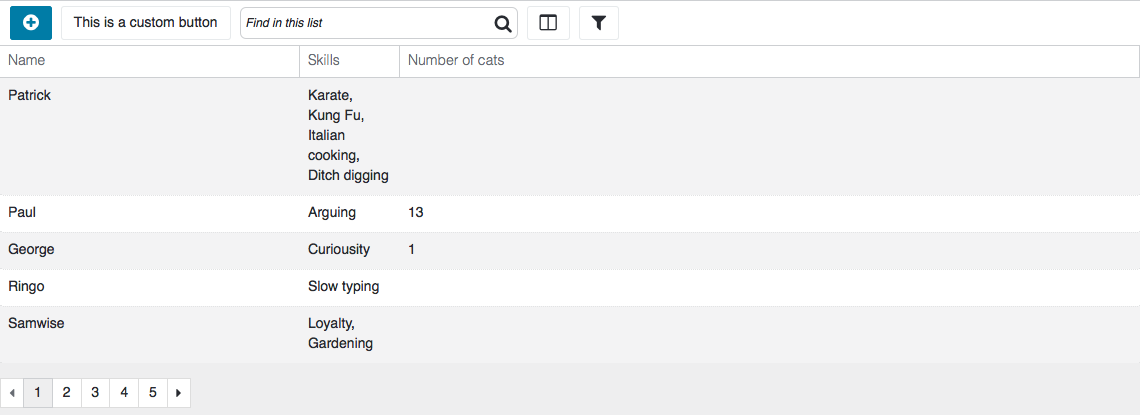 This is a custom button Find in this list
Name Skills Number of cats
Patrick Karate,
Kung Fu,
Italian
cooking,
Ditch digging
Paul Arguing 13
George Curiousity 1
Ringo Slow typing
Samwise Loyalty,
Gardening
1 2 3 4 5